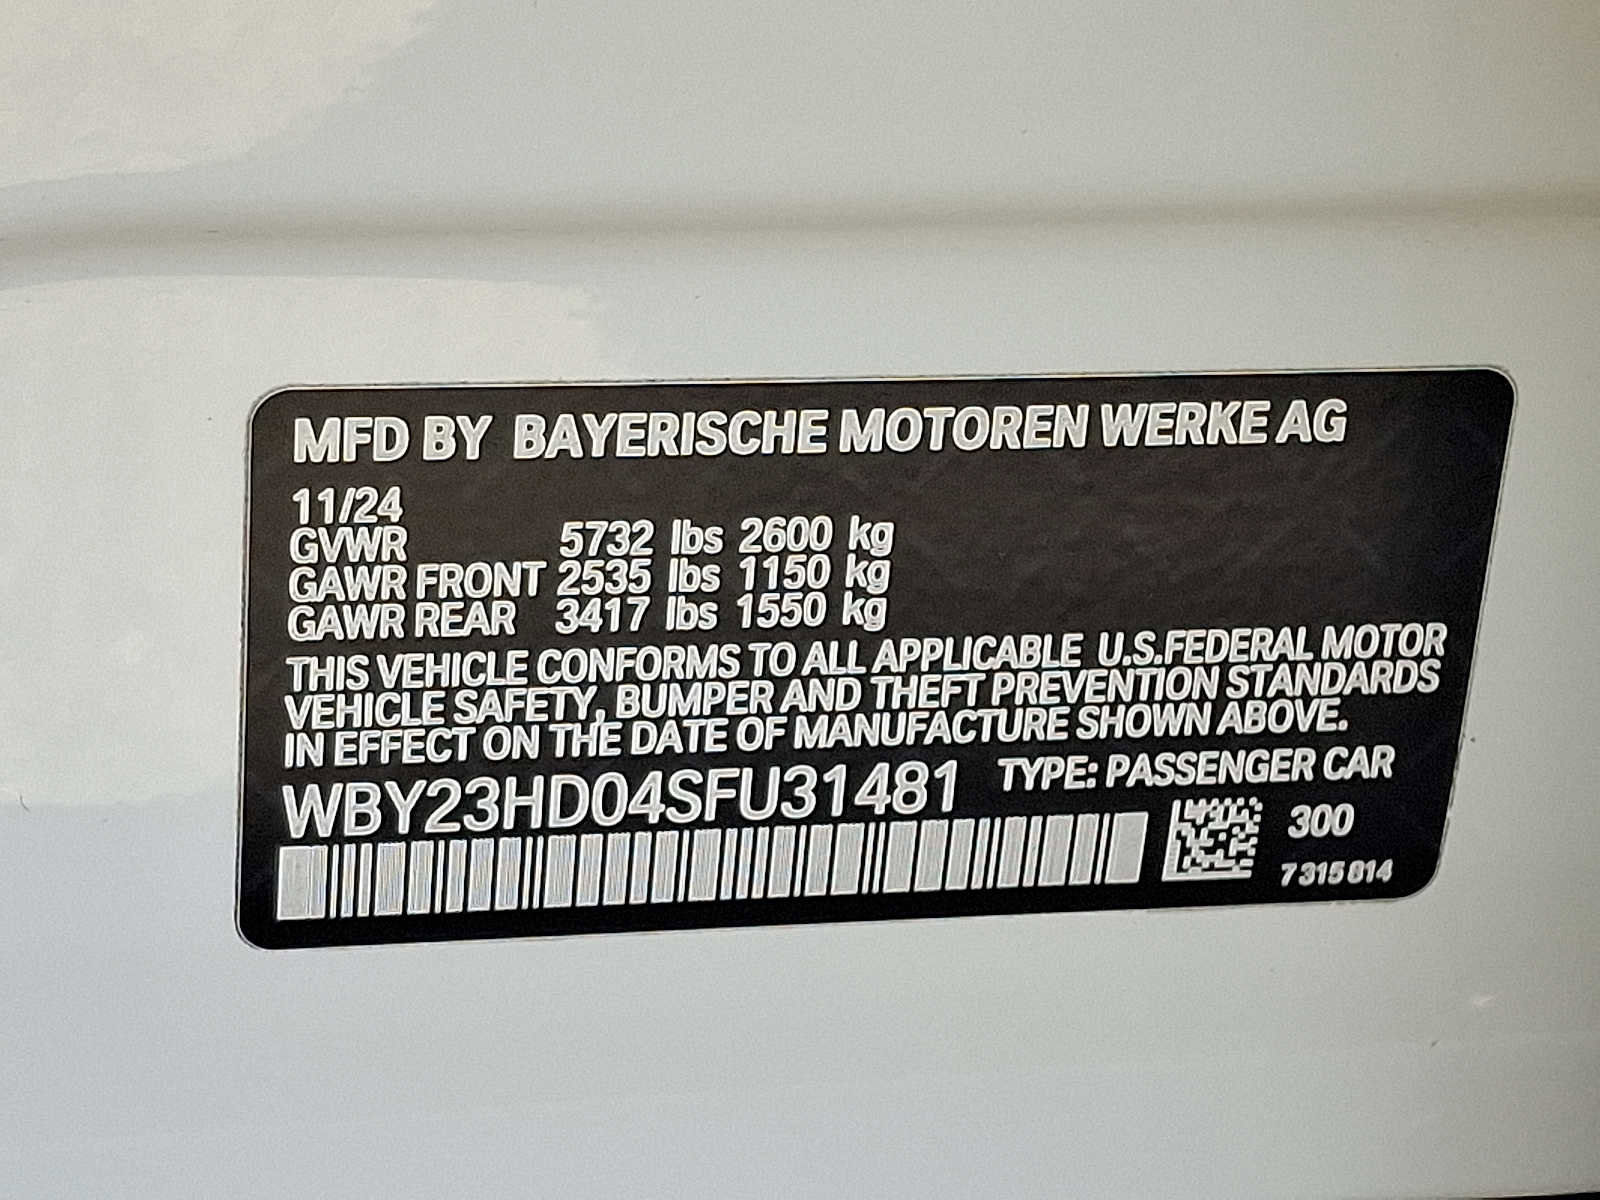 MFD BY BAYERISCHE MOTOREN WERKE AG
11/24
GVWR 5732 lbs 2600 kg
GAWR FRONT 2535 lbs 1150 kg
GAWR REAR 3417 lbs 1550 kg
THIS VEHICLE CONFORMS TO ALL APPLICABLE U.S.FEDERAL MOTOR
VEHICLE SAFETY, BUMPER AND THEFT PREVENTION STANDARDS
IN EFFECT ON THE DATE OF MANUFACTURE SHOWN ABOVE.
WBY23HD04SFU31481 TYPE: PASSENGER CAR
300
7 315 814